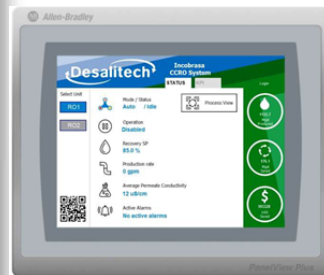 Allen-Bradley
Desalitech
Incobrasa
CCRO System
STATUS
Login
Select Unit
RO1
RO2
Mode / Status
Auto / Idle
Process View
Operation
Disabled
Recovery SP
85.0 %
Production rate
0 gpm
Average Permeate Conductivity
12 uS/cm
Active Alarms
No active alarms
PanelView Plus